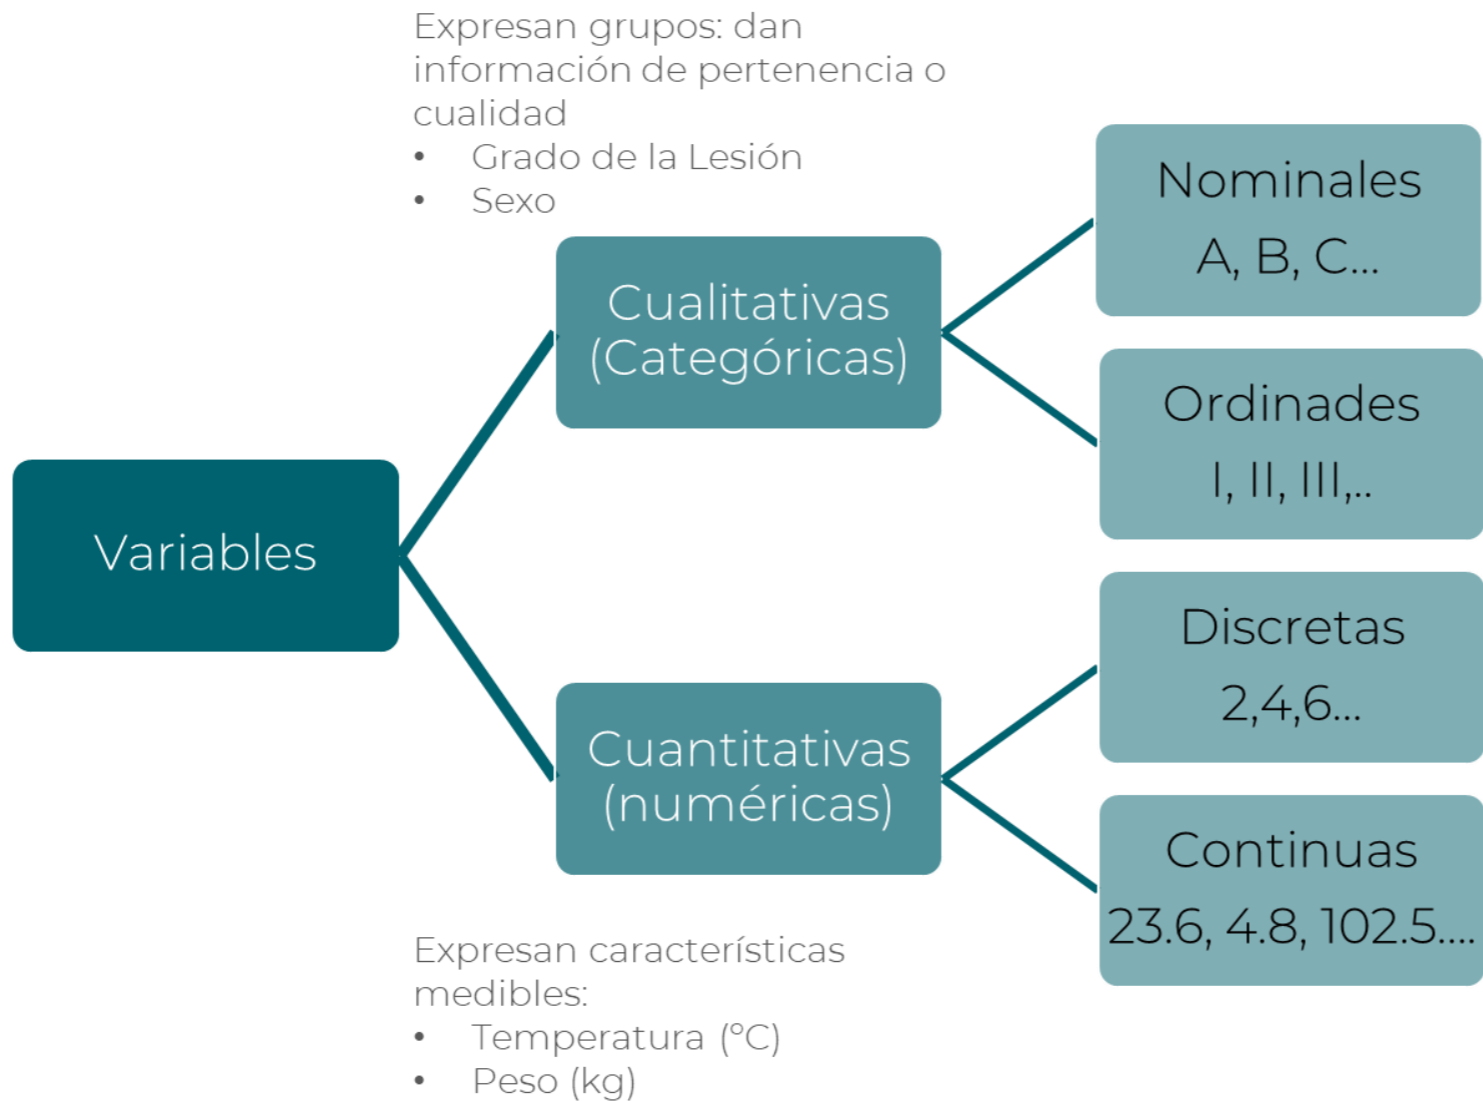 Expresan grupos: dan
información de pertenencia o
cualidad
• Grado de la Lesión
• Sexo
Nominales
A, B, C...
Cualitativas
(Categóricas)
Ordinades
I, II, III,..
Variables
Discretas
2,4,6...
Cuantitativas
(numéricas)
Continuas
23.6, 4.8, 102.5....
Expresan características
medibles:
• Temperatura (ºC)
• Peso (kg)